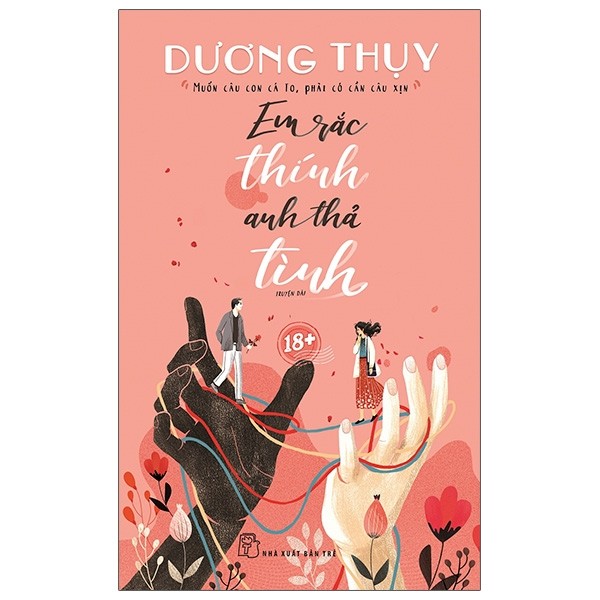 DƯƠNG THỤY
"MUỐN CÂU CON CÁ TO, PHẢI CÓ CẦN CÂU XỊN"
Em rắc
thính
anh thả
tình
TRUYỆN DÀI
18+
NHÀ XUẤT BẢN TRẺ